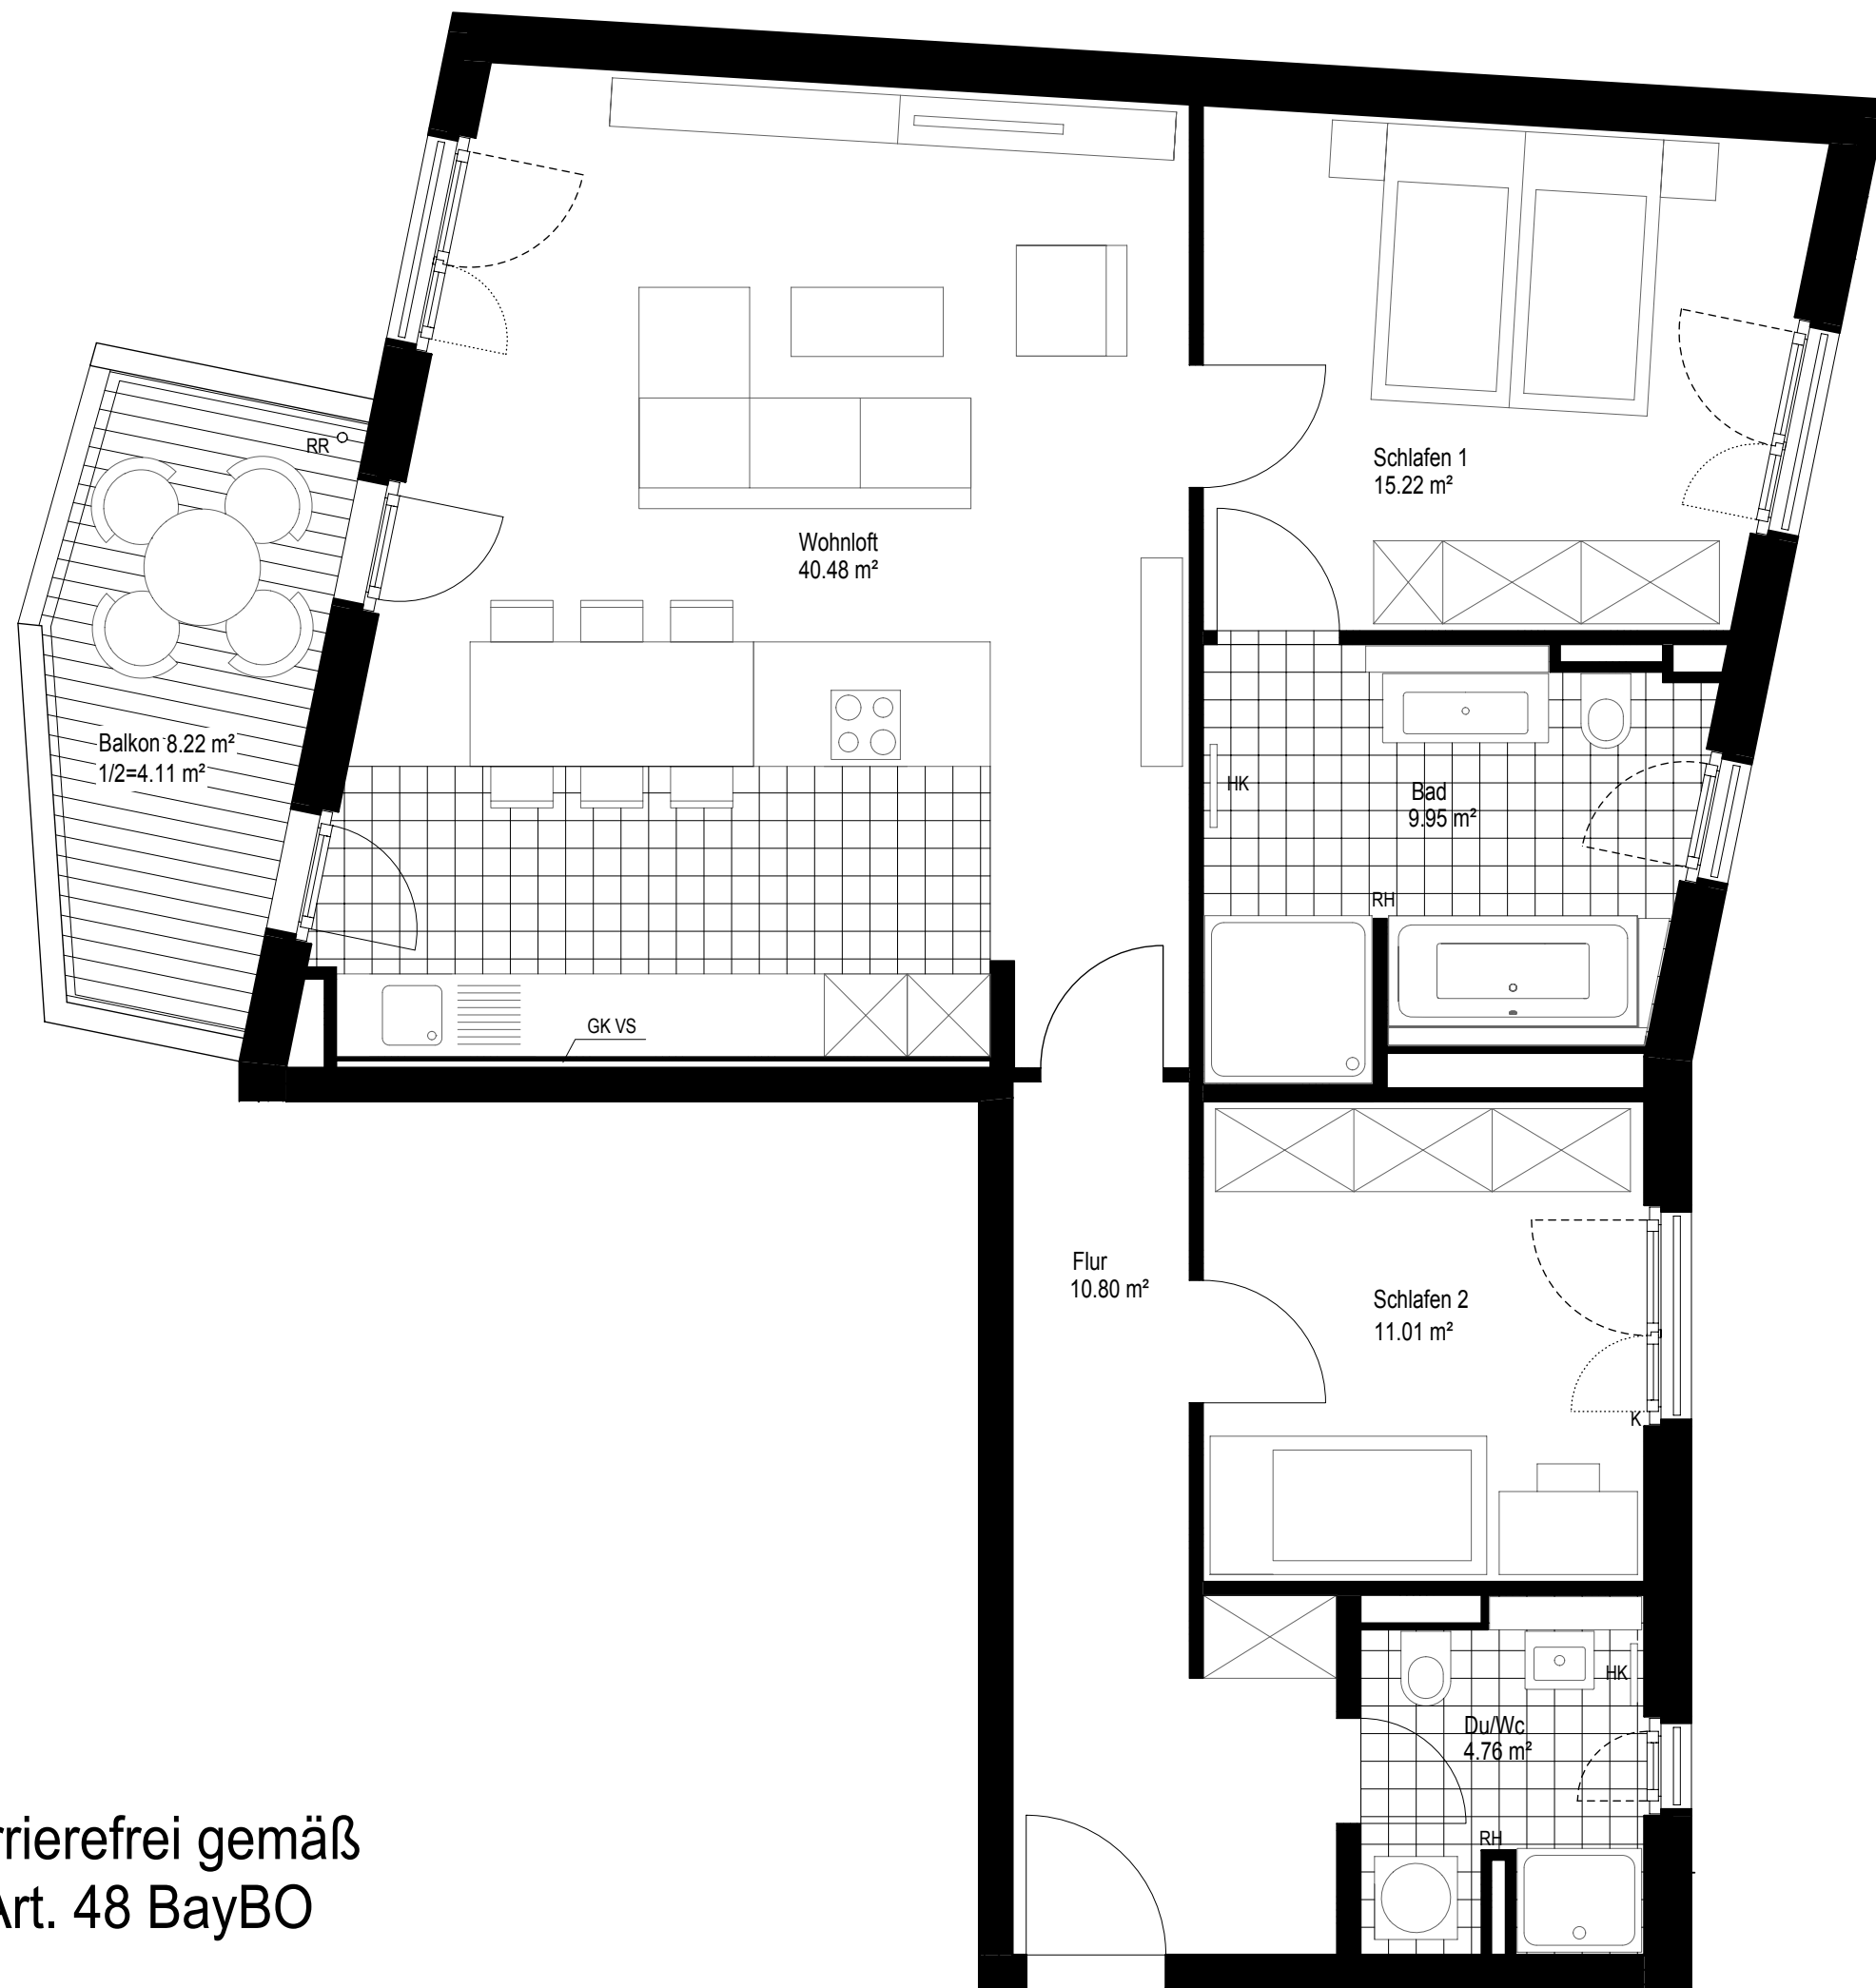 RR
Schlafen 1
15.22 m²
Wohnloft
40.48 m²
Balkon 8.22 m²
1/2=4.11 m²
HK
Bad
9.95 m²
RH
GK VS
Flur
10.80 m²
Schlafen 2
11.01 m²
K
HK
Du/Wc
4.76 m²
RH
rrierefrei gemäß
Art. 48 BayBO